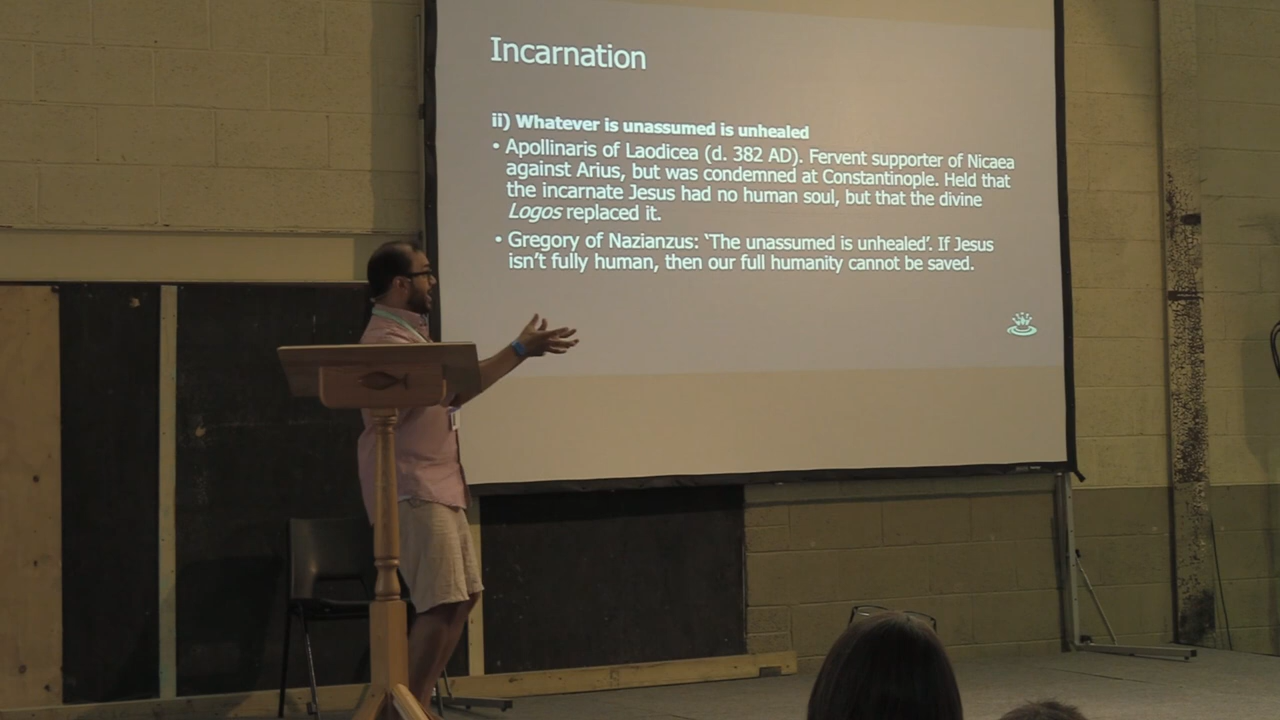 Incarnation
ii) Whatever is unassumed is unhealed
• Apollinaris of Laodicea (d. 382 AD). Fervent supporter of Nicaea
against Arius, but was condemned at Constantinople. Held that
the incarnate Jesus had no human soul, but that the divine
Logos replaced it.
• Gregory of Nazianzus: ‘The unassumed is unhealed’. If Jesus
isn’t fully human, then our full humanity cannot be saved.